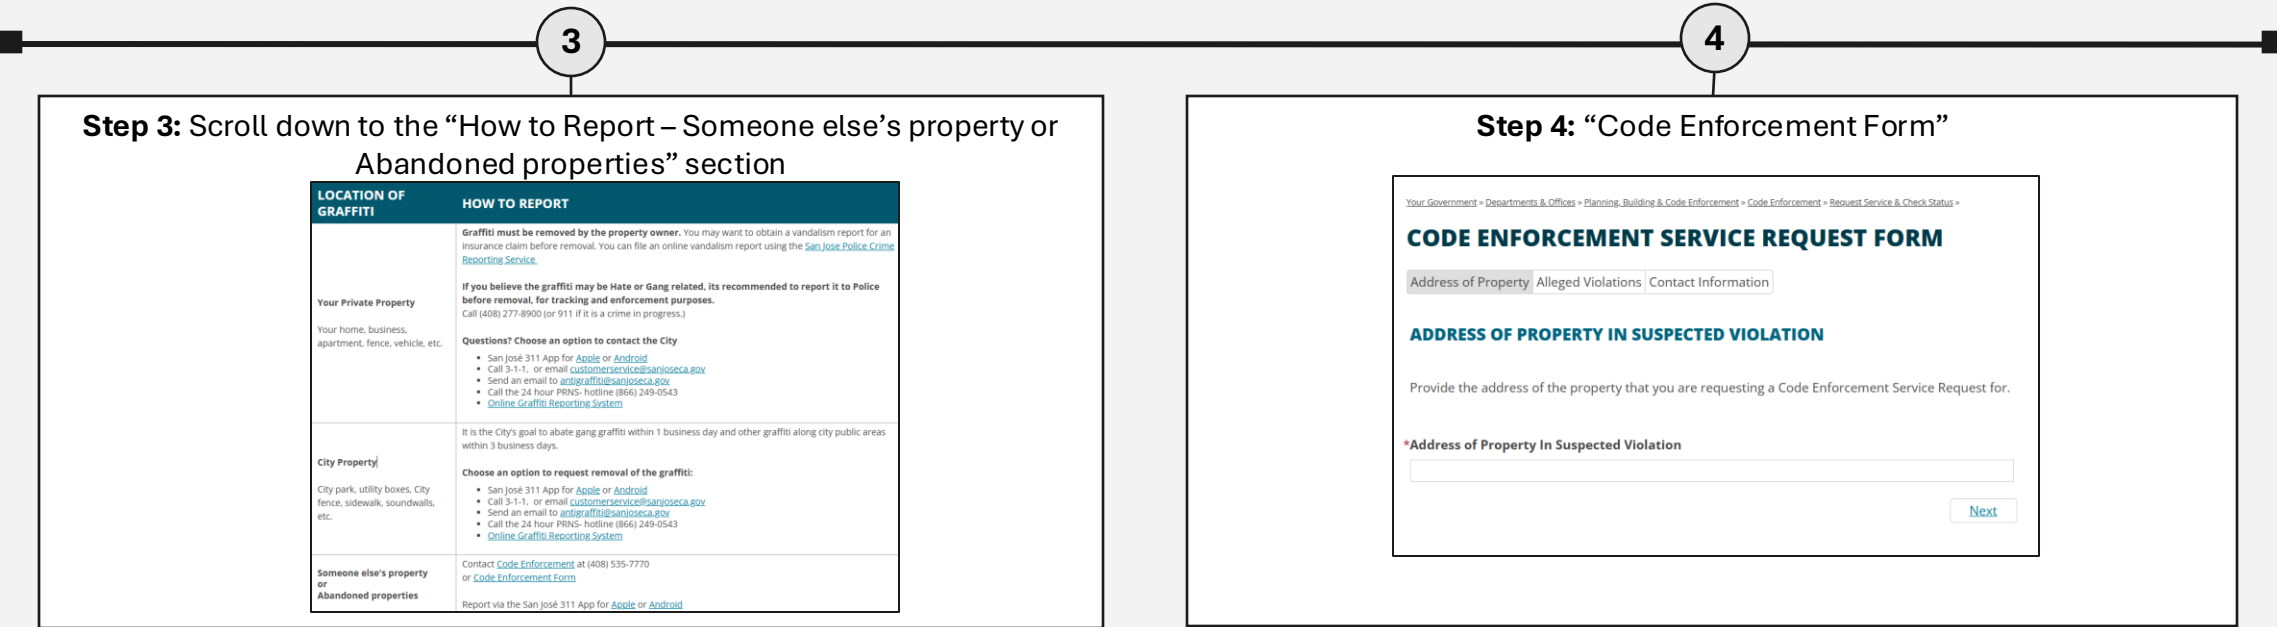 3
4
Step 3: Scroll down to the “How to Report – Someone else’s property or
Abandoned properties” section
LOCATION OF
GRAFFITI
HOW TO REPORT
Your Private Property
Your home, business,
apartment, fence, vehicle, etc.
Graffiti must be removed by the property owner. You may want to obtain a vandalism report for an
insurance claim before removal. You can file an online vandalism report using the San Jose Police Crime
Reporting Service
If you believe the graffiti may be Hate or Gang related, its recommended to report it to Police
before removal, for tracking and enforcement purposes.
Call (408) 277-8900 (or 911 if it is a crime in progress.)
Questions? Choose an option to contact the City
• San José 311 App for Apple or Android
• Call 3-1-1, or email customerservice@sanjoseca.gov
• Send an email to antigraffiti@sanjoseca.gov
• Call the 24 hour PRNS- hotline (866) 249-0543
• Online Graffiti Reporting System
City Property
City park, utility boxes, City
fence, sidewalk, soundwalls,
etc.
It is the City's goal to abate gang graffiti within 1 business day and other graffiti along city public areas
within 3 business days.
Choose an option to request removal of the graffiti:
• San José 311 App for Apple or Android
• Call 3-1-1, or email customerservice@sanjoseca.gov
• Send an email to antigraffiti@sanjoseca.gov
• Call the 24 hour PRNS- hotline (866) 249-0543
• Online Graffiti Reporting System
Someone else's property
or
Abandoned properties
Contact Code Enforcement at (408) 535-7770
or Code Enforcement Form
Report via the San José 311 App for Apple or Android
Step 4: “Code Enforcement Form”
Your Government » Departments & Offices » Planning, Building & Code Enforcement » Code Enforcement » Request Service & Check Status »
CODE ENFORCEMENT SERVICE REQUEST FORM
Address of Property Alleged Violations Contact Information
ADDRESS OF PROPERTY IN SUSPECTED VIOLATION
Provide the address of the property that you are requesting a Code Enforcement Service Request for.
*Address of Property In Suspected Violation
Next